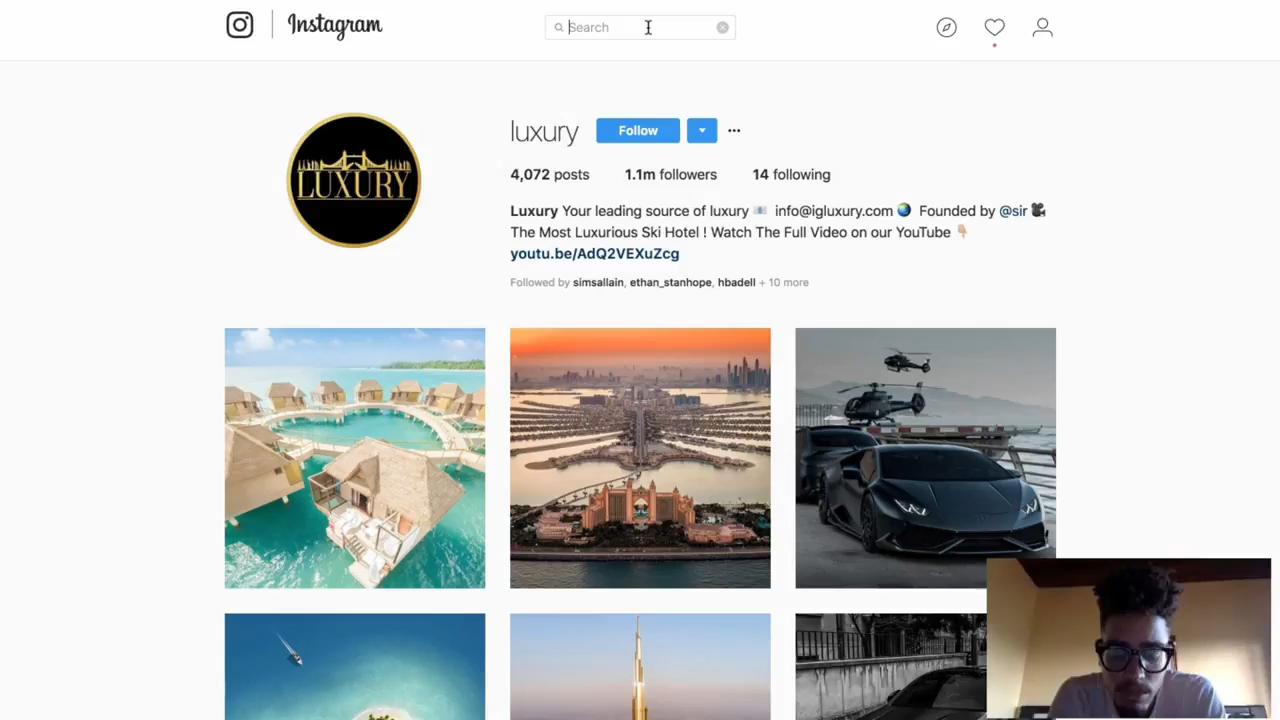 Instagram
Search
LUXURY
luxury Follow
4,072 posts 1.1m followers 14 following
Luxury Your leading source of luxury 📧 info@igluxury.com 🌏 Founded by @sir 🎥
The Most Luxurious Ski Hotel ! Watch The Full Video on our YouTube 👇🏼
youtu.be/AdQ2VEXuZcg
Followed by simsallain, ethan_stanhope, hbadell + 10 more